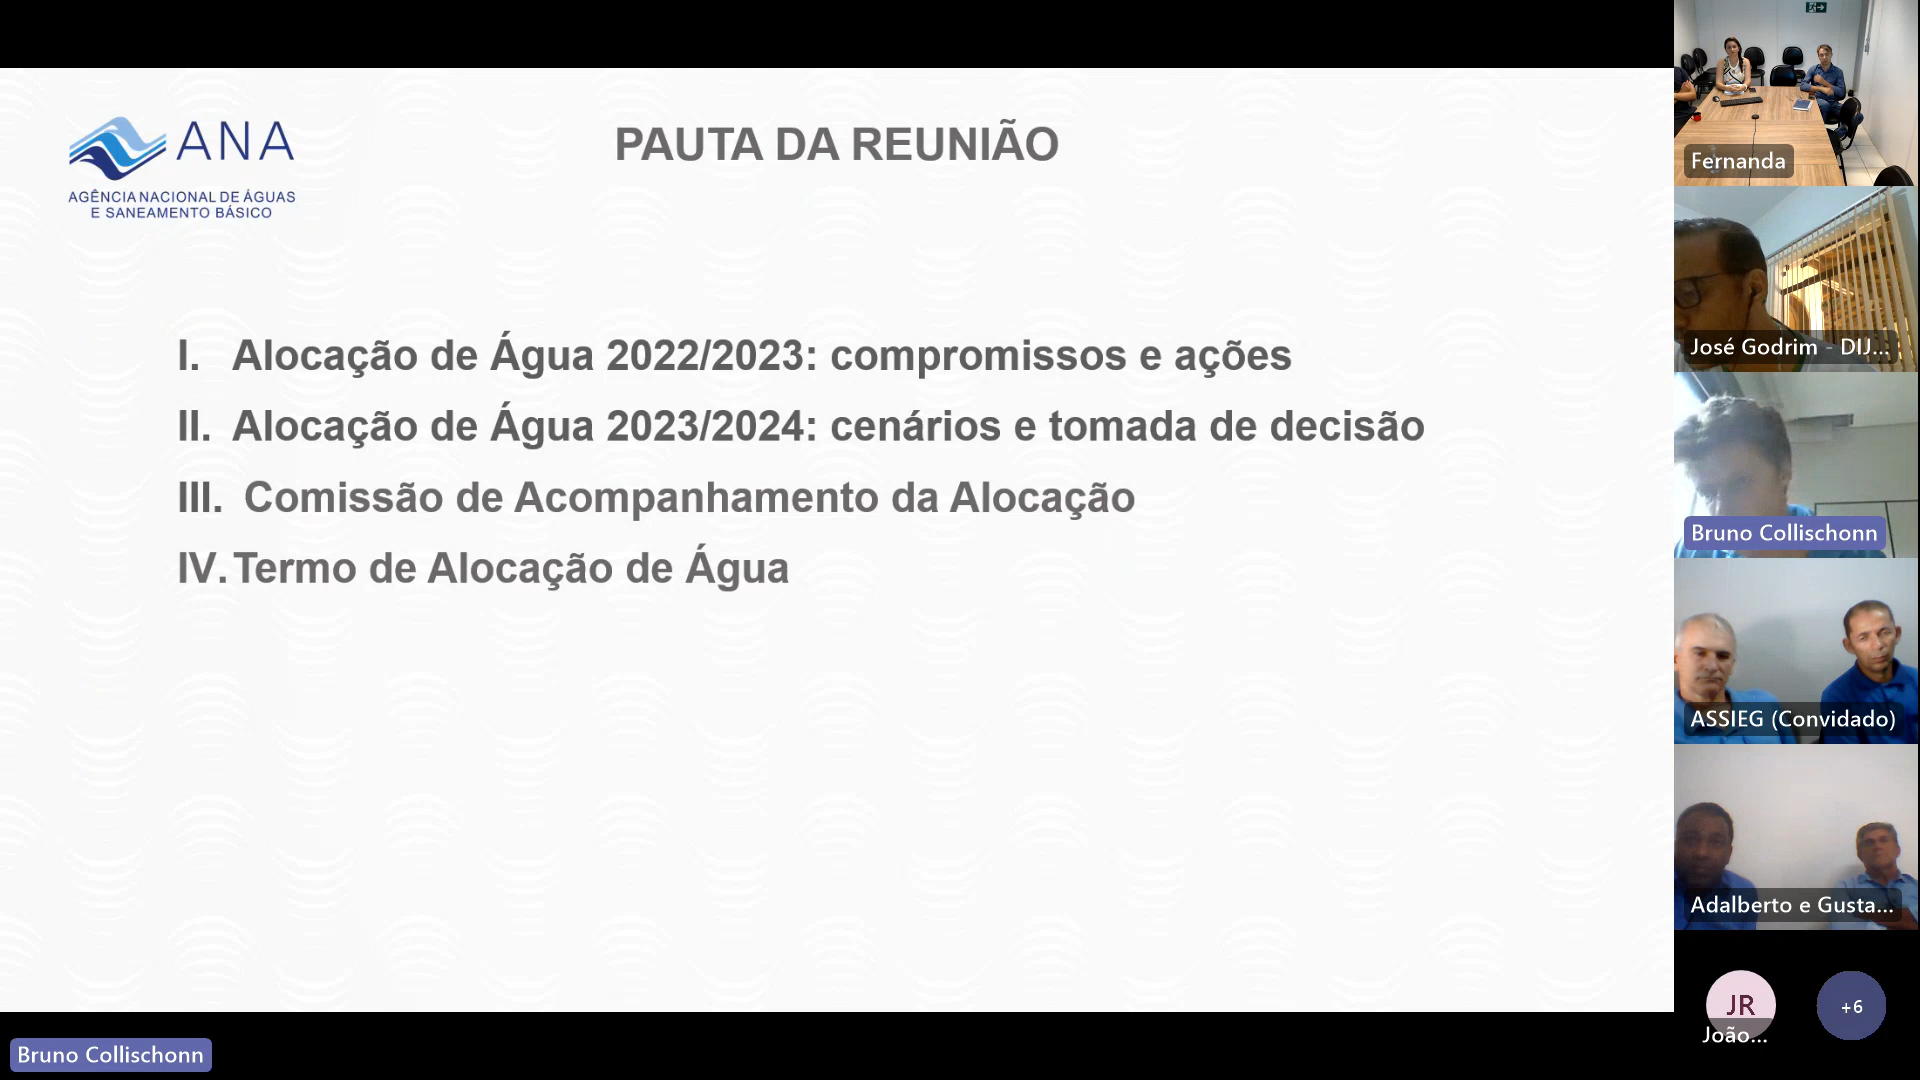 ANA
AGÊNCIA NACIONAL DE ÁGUAS
E SANEAMENTO BÁSICO
PAUTA DA REUNIÃO
I. Alocação de Água 2022/2023: compromissos e ações
II. Alocação de Água 2023/2024: cenários e tomada de decisão
III. Comissão de Acompanhamento da Alocação
IV. Termo de Alocação de Água
Fernanda
José Godrim - DIJ...
Bruno Collischonn
ASSIEG (Convidado)
Adalberto e Gusta...
JR
João...
+6
Bruno Collischonn